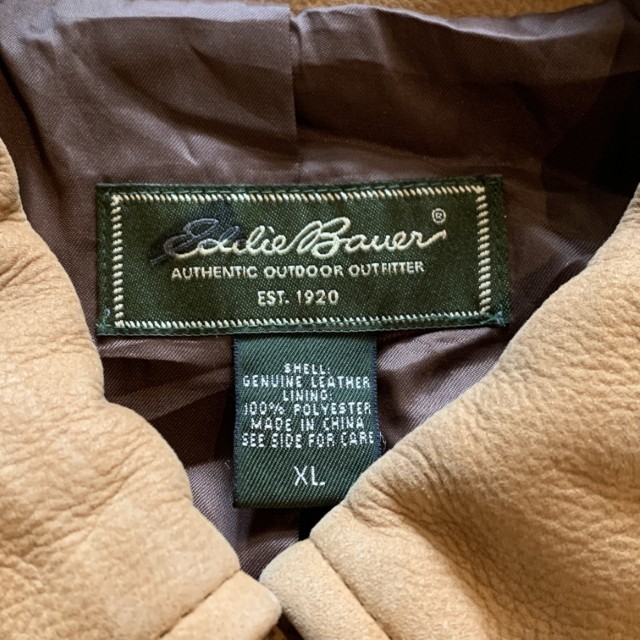 Eddie Bauer®
AUTHENTIC OUTDOOR OUTFITTER
EST. 1920
SHELL:
GENUINE LEATHER
LINING:
100% POLYESTER
MADE IN CHINA
SEE SIDE FOR CARE
XL